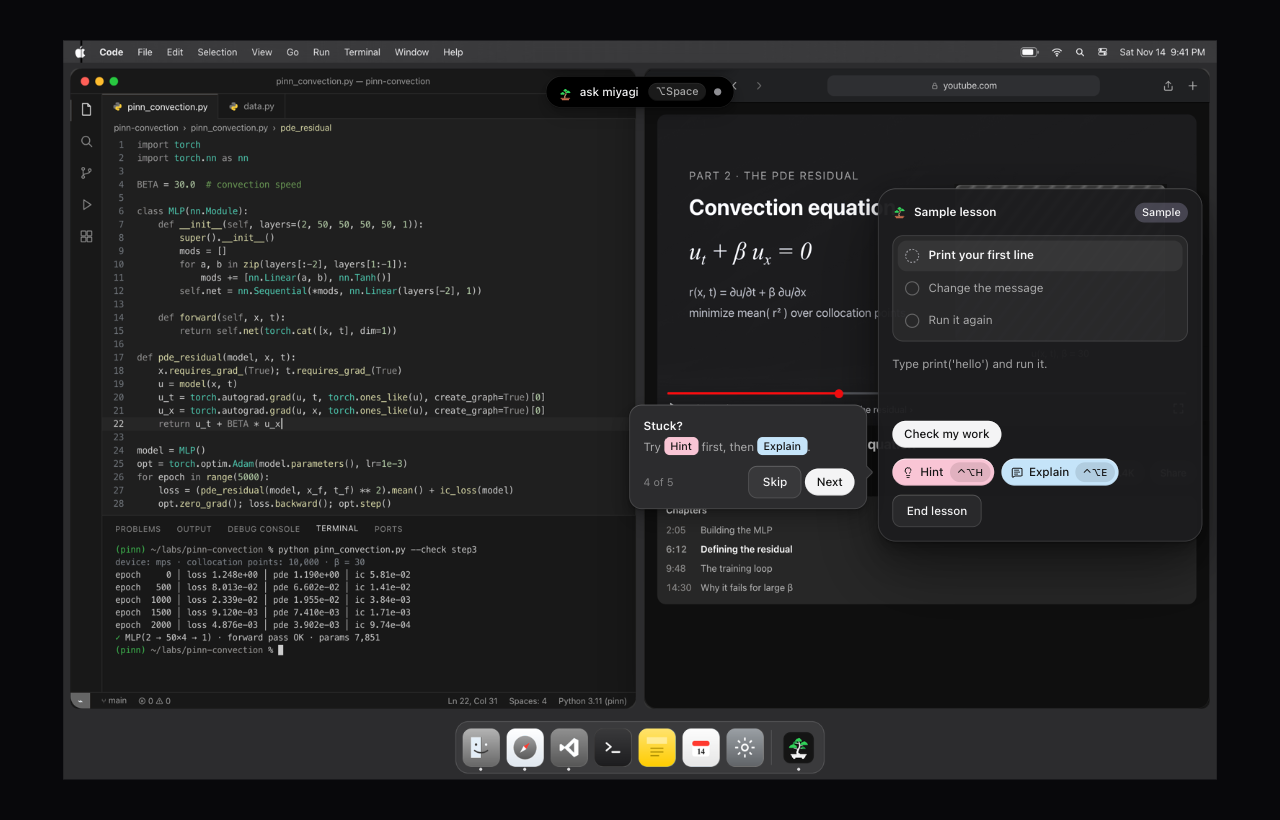 Code File Edit Selection View Go Run Terminal Window Help
Sat Nov 14 9:41 PM
pinn_convection.py — pinn-convection
ask miyagi ⌥Space
youtube.com
pinn_convection.py data.py
pinn-convection › pinn_convection.py › pde_residual
1 import torch
2 import torch.nn as nn
3
4 BETA = 30.0  # convection speed
5
6 class MLP(nn.Module):
7     def __init__(self, layers=(2, 50, 50, 50, 50, 1)):
8         super().__init__()
9         mods = []
10         for a, b in zip(layers[:-2], layers[1:-1]):
11             mods += [nn.Linear(a, b), nn.Tanh()]
12         self.net = nn.Sequential(*mods, nn.Linear(layers[-2], 1))
13
14     def forward(self, x, t):
15         return self.net(torch.cat([x, t], dim=1))
16
17 def pde_residual(model, x, t):
18     x.requires_grad_(True); t.requires_grad_(True)
19     u = model(x, t)
20     u_t = torch.autograd.grad(u, t, torch.ones_like(u), create_graph=True)[0]
21     u_x = torch.autograd.grad(u, x, torch.ones_like(u), create_graph=True)[0]
22     return u_t + BETA * u_x
23
24 model = MLP()
25 opt = torch.optim.Adam(model.parameters(), lr=1e-3)
26 for epoch in range(5000):
27     loss = (pde_residual(model, x_f, t_f) ** 2).mean() + ic_loss(model)
28     opt.zero_grad(); loss.backward(); opt.step()
PROBLEMS OUTPUT DEBUG CONSOLE TERMINAL PORTS
(pinn) ~/labs/pinn-convection % python pinn_convection.py --check step3
device: mps · collocation points: 10,000 · β = 30
epoch     0 │ loss 1.248e+00 │ pde 1.190e+00 │ ic 5.81e-02
epoch   500 │ loss 8.013e-02 │ pde 6.602e-02 │ ic 1.41e-02
epoch  1000 │ loss 2.339e-02 │ pde 1.955e-02 │ ic 3.84e-03
epoch  1500 │ loss 9.120e-03 │ pde 7.410e-03 │ ic 1.71e-03
epoch  2000 │ loss 4.876e-03 │ pde 3.902e-03 │ ic 9.74e-04
✓ MLP(2 → 50×4 → 1) · forward pass OK · params 7,851
(pinn) ~/labs/pinn-convection %
main 0 0 Ln 22, Col 31 Spaces: 4 Python 3.11 (pinn)
PART 2 · THE PDE RESIDUAL
Convection equation
u_t + β u_x = 0
r(x, t) = ∂u/∂t + β ∂u/∂x
minimize mean( r² ) over collocation
Stuck?
Try Hint first, then Explain
4 of 5 Skip Next
Chapters
2:05 Building the MLP
6:12 Defining the residual
9:48 The training loop
14:30 Why it fails for large β
Sample lesson Sample
Print your first line
Change the message
Run it again
Type print('hello') and run it.
Check my work
Hint ^⌥H Explain ^⌥E
End lesson
14